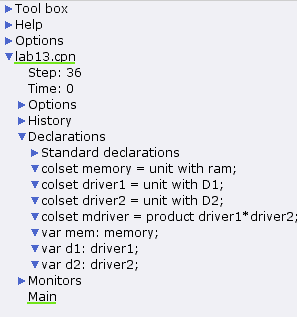 Tool box
Help
Options
lab13.cpn
Step: 36
Time: 0
Options
History
Declarations
Standard declarations
colset memory = unit with ram;
colset driver1 = unit with D1;
colset driver2 = unit with D2;
colset mdriver = product driver1*driver2;
var mem: memory;
var d1: driver1;
var d2: driver2;
Monitors
Main